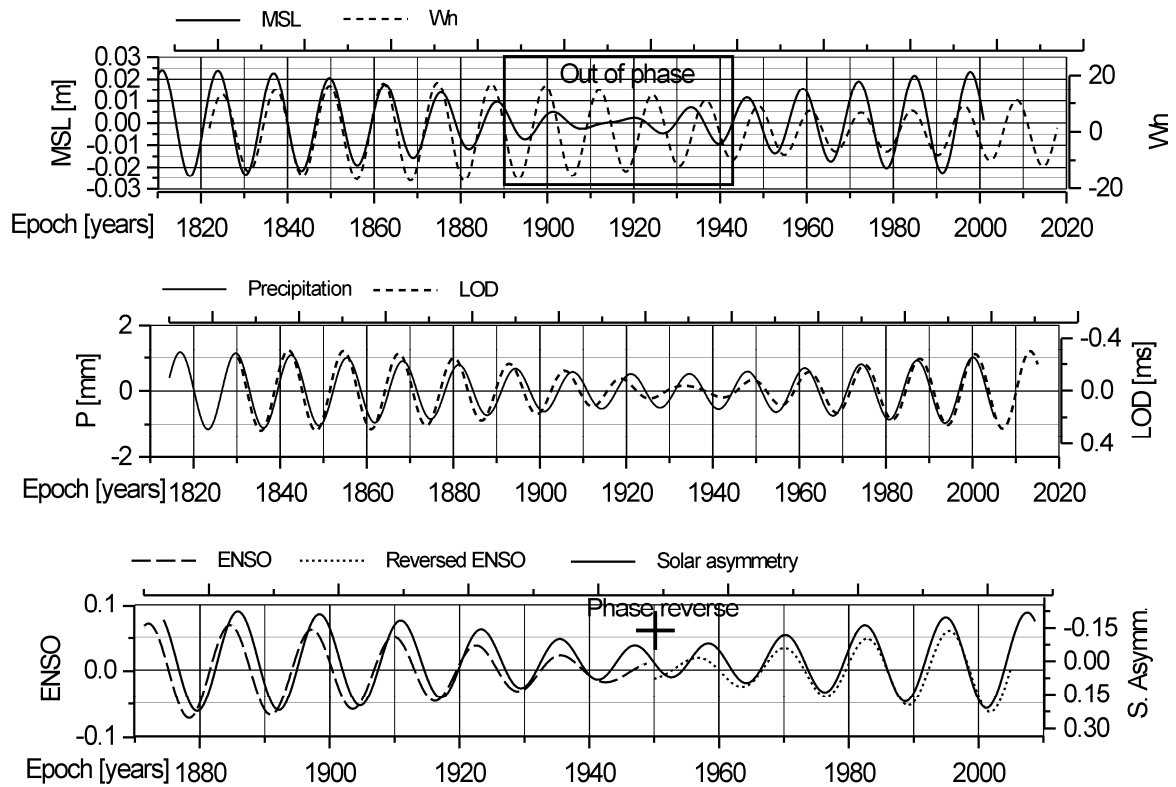 MSL Wn
Out of phase
0.03
0.02
0.01
0.00
-0.01
-0.02
-0.03
MSL [m]
20
0
-20
Wn
Epoch [years] 1820 1840 1860 1880 1900 1920 1940 1960 1980 2000 2020
Precipitation LOD
2
0
-2
P [mm]
-0.4
0.0
0.4
LOD [ms]
Epoch [years] 1820 1840 1860 1880 1900 1920 1940 1960 1980 2000 2020
ENSO Reversed ENSO Solar asymmetry
Phase reverse
0.1
0.0
-0.1
ENSO
-0.15
0.00
0.15
0.30
S. Asymm.
Epoch [years] 1880 1900 1920 1940 1960 1980 2000